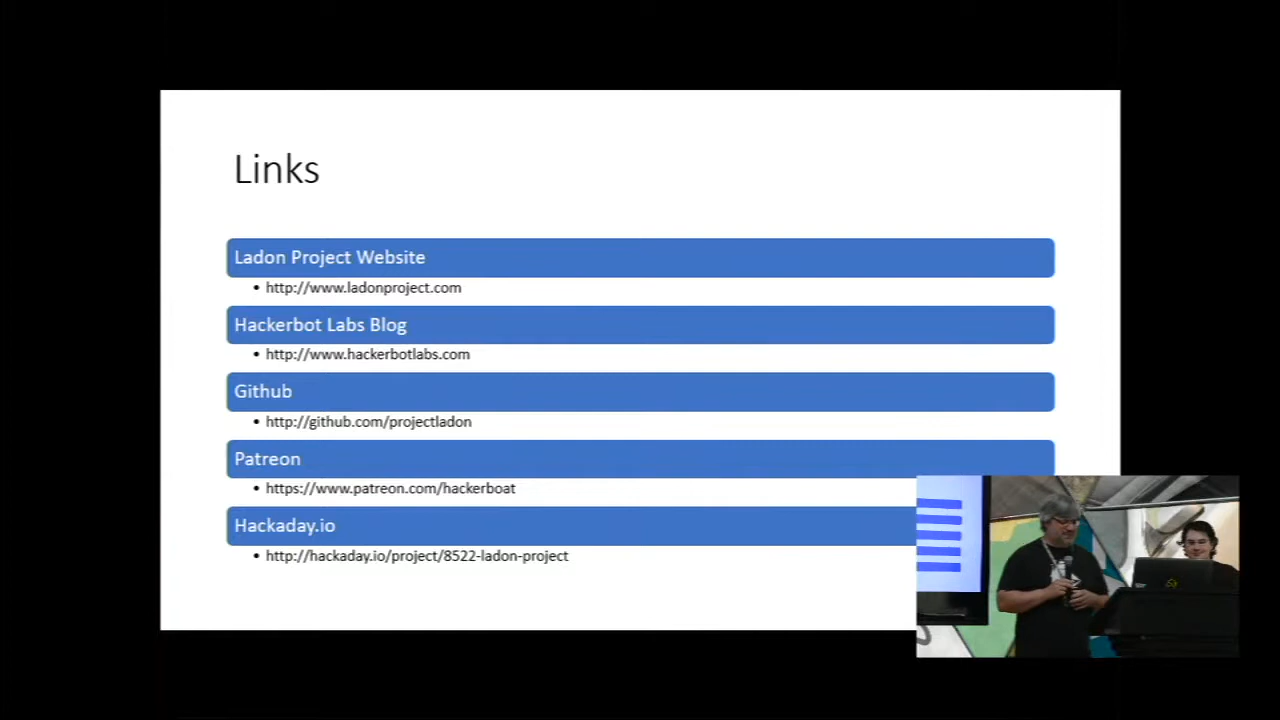 Links
Ladon Project Website
• http://www.ladonproject.com
Hackerbot Labs Blog
• http://www.hackerbotlabs.com
Github
• http://github.com/projectladon
Patreon
• https://www.patreon.com/hackerboat
Hackaday.io
• http://hackaday.io/project/8522-ladon-project